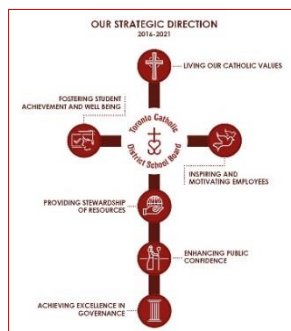 OUR STRATEGIC DIRECTION
2016-2021
LIVING OUR CATHOLIC VALUES
FOSTERING STUDENT
ACHIEVEMENT AND WELL BEING
Toronto Catholic
District School Board
INSPIRING AND
MOTIVATING EMPLOYEES
PROVIDING STEWARDSHIP
OF RESOURCES
ENHANCING PUBLIC
CONFIDENCE
ACHIEVING EXCELLENCE IN
GOVERNANCE